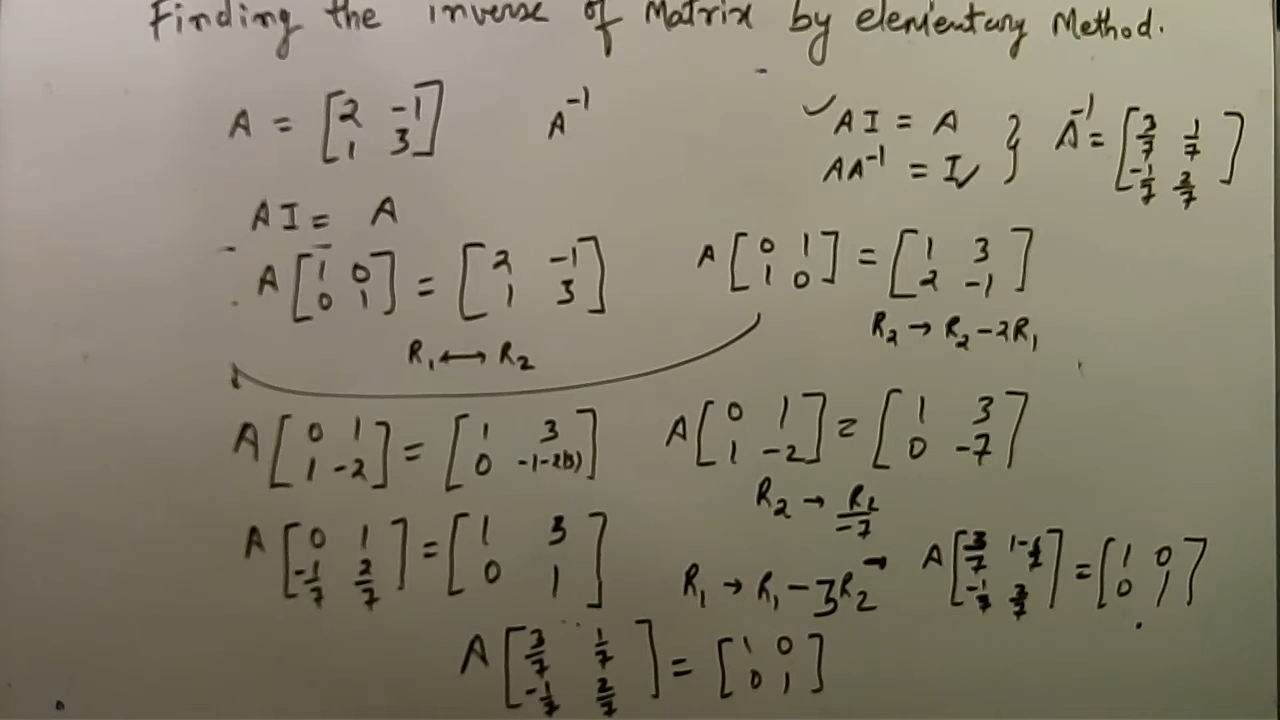 Finding the inverse of Matrix by elementary Method.
A = [2 -1; 1 3] A^-1
AI = A
AA^-1 = I } A^-1 = [3/7 1/7; -1/7 2/7]
AI = A
A[1 0; 0 1] = [2 -1; 1 3]
R1 ↔ R2
A[0 1; 1 0] = [1 3; 2 -1]
R2 → R2 - 2R1
A[0 1; 1 -2] = [1 3; 0 -1-2(3)]
A[0 1; 1 -2] = [1 3; 0 -7]
R2 → R2/-7
A[0 1; -1/7 2/7] = [1 3; 0 1]
R1 → R1 - 3R2
A[3/7 1-; -1/7 2/7] = [1 0; 0 1]
A[3/7 1/7; -1/7 2/7] = [1 0; 0 1]